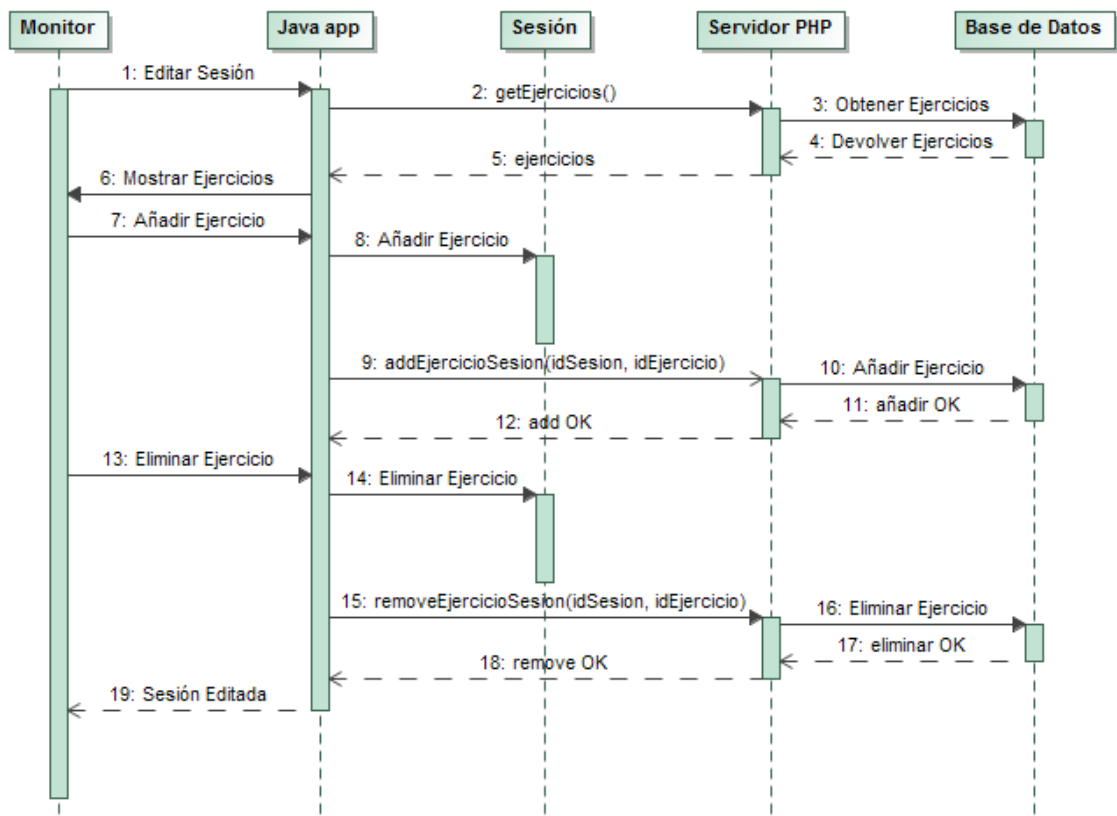 Monitor
Java app
Sesión
Servidor PHP
Base de Datos
1: Editar Sesión
2: getEjercicios()
3: Obtener Ejercicios
4: Devolver Ejercicios
5: ejercicios
6: Mostrar Ejercicios
7: Añadir Ejercicio
8: Añadir Ejercicio
9: addEjercicioSesion(idSesion, idEjercicio)
10: Añadir Ejercicio
11: añadir OK
12: add OK
13: Eliminar Ejercicio
14: Eliminar Ejercicio
15: removeEjercicioSesion(idSesion, idEjercicio)
16: Eliminar Ejercicio
17: eliminar OK
18: remove OK
19: Sesión Editada